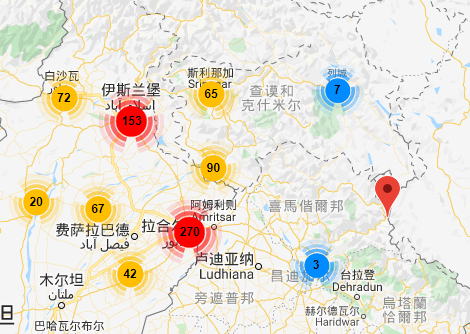 白沙瓦
72
伊斯兰堡
اسلام آباد
153
斯利那加
Srinagar
65
查谟和
克什米尔
列城
7
90
20
67
费萨拉巴德
فیصل آباد
阿姆利则
Amritsar
拉合尔
270
喜馬偕爾邦
42
卢迪亚纳
Ludhiana
3
木尔坦
ملتان
旁遮普邦
台拉登
Dehradun
赫尔德瓦尔
Haridwar
烏塔蘭
恰爾邦
巴哈瓦尔布尔